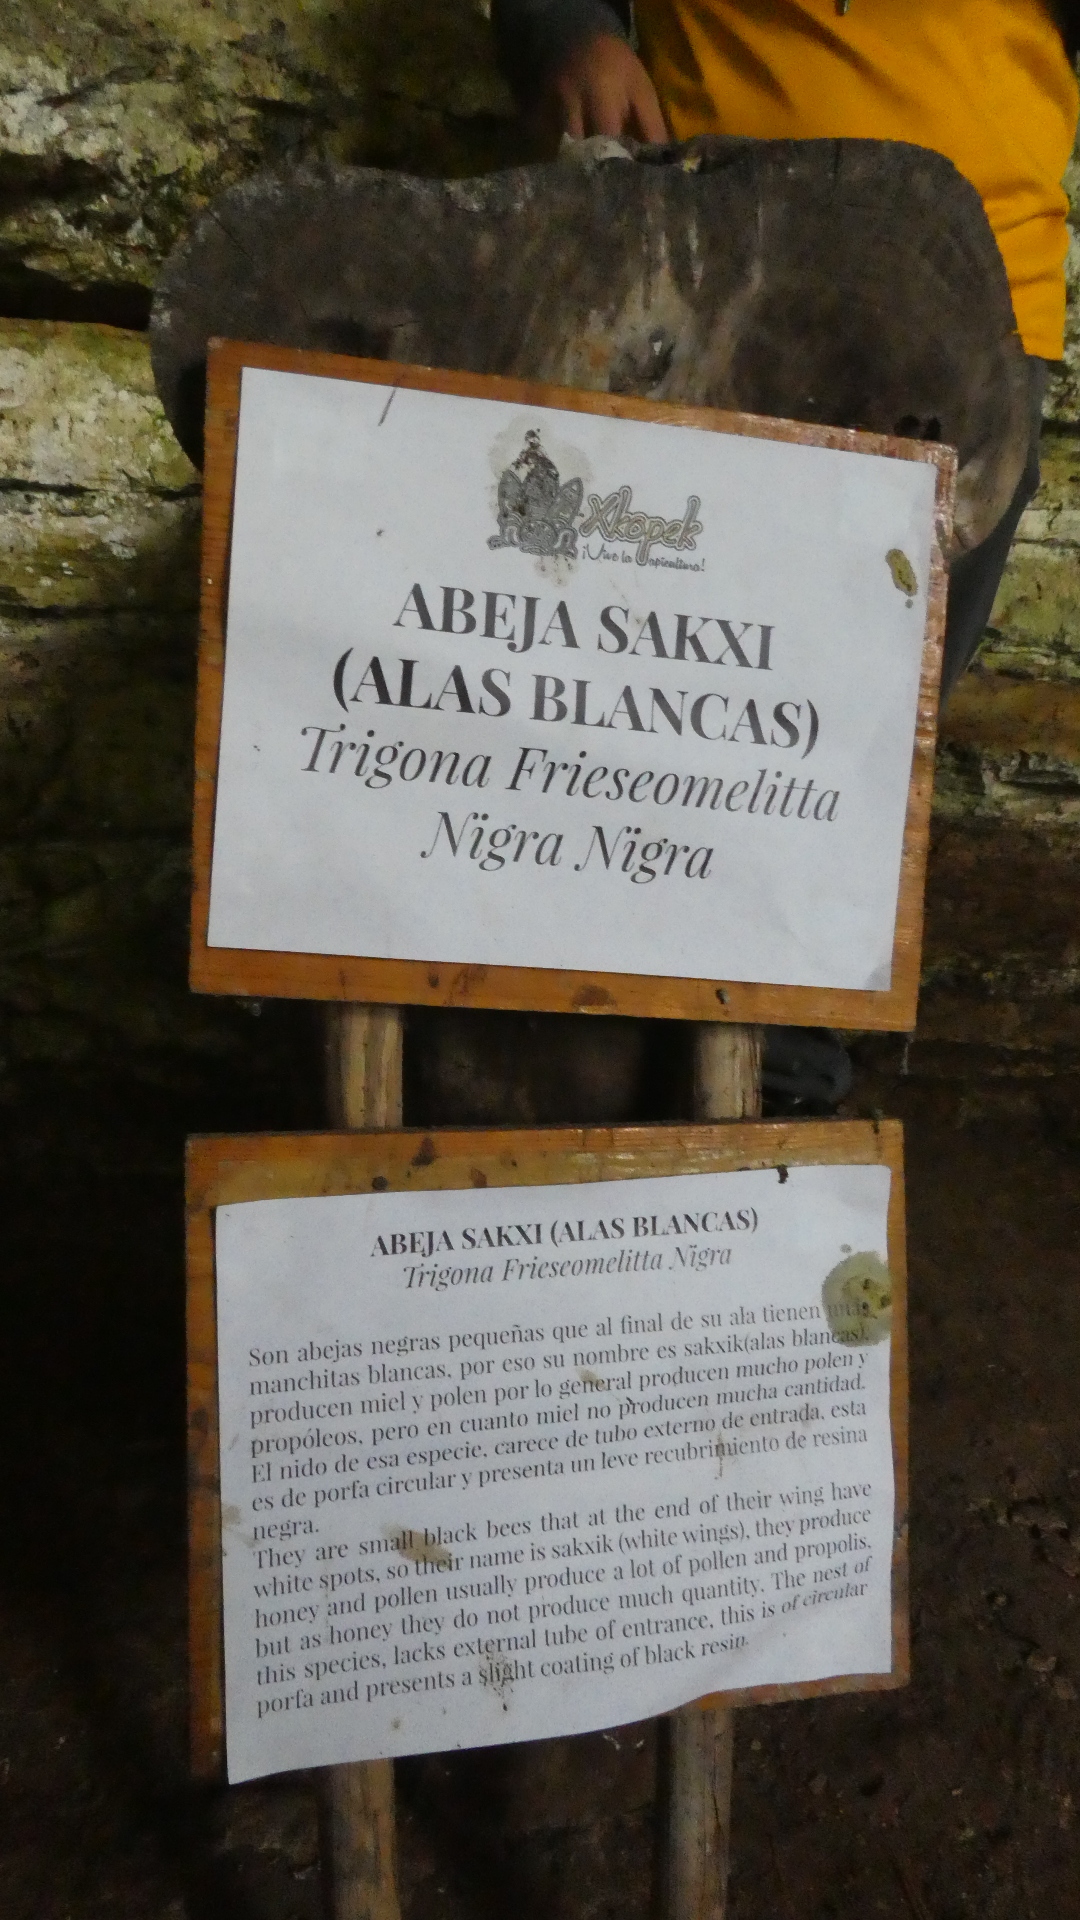 Xkopek
¡Vive la apicultura!
ABEJA SAKXI
(ALAS BLANCAS)
Trigona Frieseomelitta
Nigra Nigra
ABEJA SAKXI (ALAS BLANCAS)
Trigona Frieseomelitta Nigra
Son abejas negras pequeñas que al final de su ala tienen unas
manchitas blancas, por eso su nombre es sakxik(alas blancas),
producen miel y polen por lo general producen mucho polen y
propóleos, pero en cuanto miel no producen mucha cantidad.
El nido de esa especie, carece de tubo externo de entrada, esta
es de porfa circular y presenta un leve recubrimiento de resina
negra.
They are small black bees that at the end of their wing have
white spots, so their name is sakxik (white wings), they produce
honey and pollen usually produce a lot of pollen and propolis,
but as honey they do not produce much quantity. The nest of
this species, lacks external tube of entrance, this is of circular
porfa and presents a slight coating of black resin.